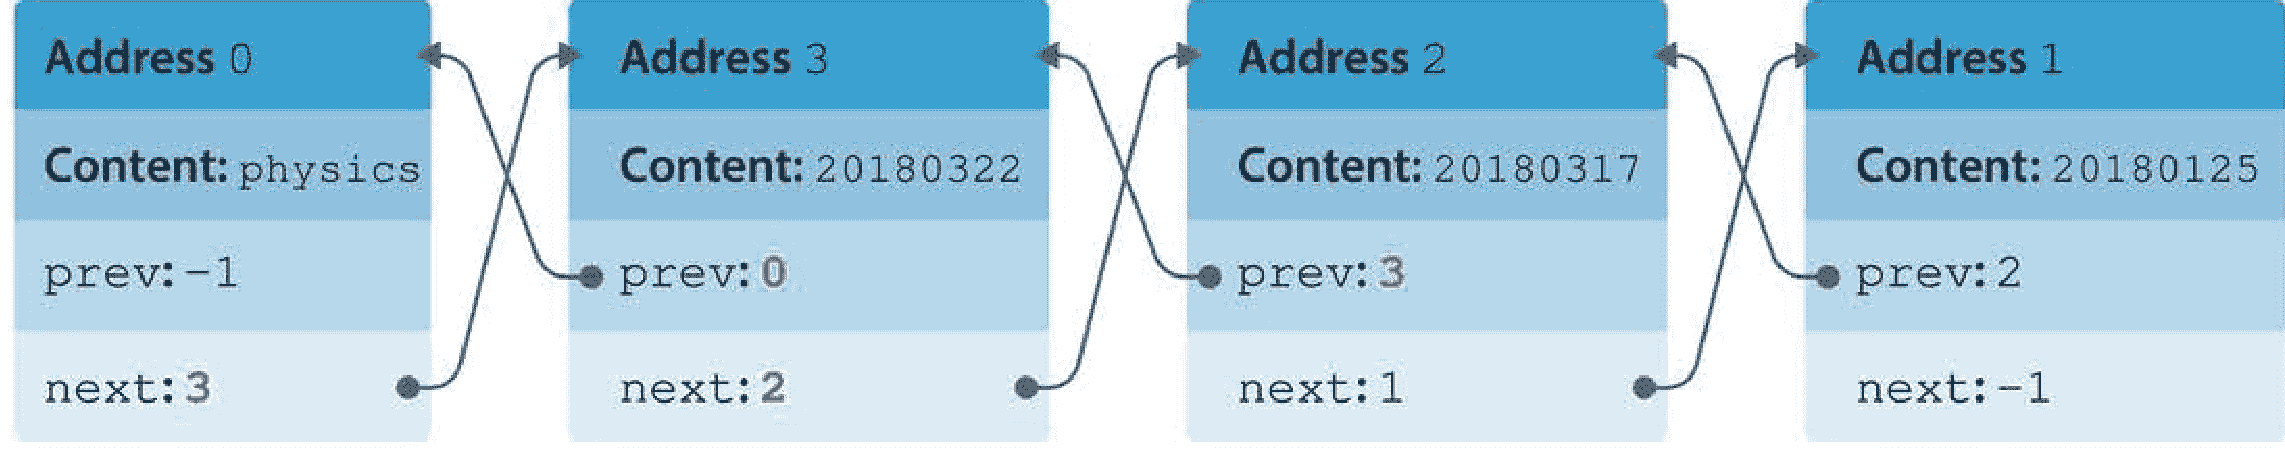 Address 0
Content: physics
prev: -1
next: 3
Address 3
Content: 20180322
prev: 0
next: 2
Address 2
Content: 20180317
prev: 3
next: 1
Address 1
Content: 20180125
prev: 2
next: -1